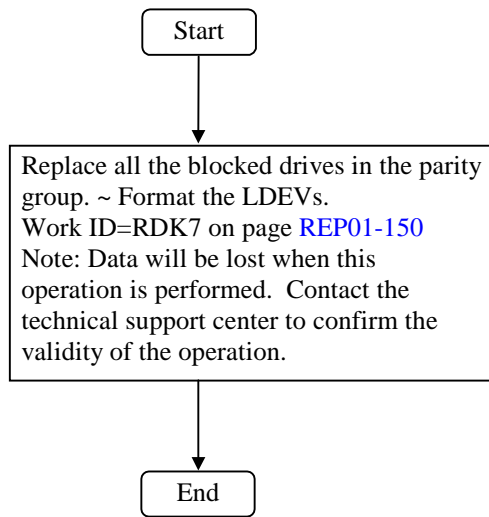 Start
Replace all the blocked drives in the parity
group. ~ Format the LDEVs.
Work ID=RDK7 on page REP01-150
Note: Data will be lost when this
operation is performed.  Contact the
technical support center to confirm the
validity of the operation.
End